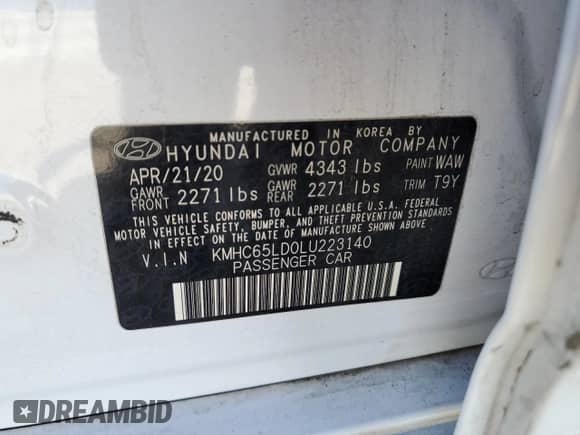 MANUFACTURED IN KOREA BY
HYUNDAI MOTOR COMPANY
APR/21/20 GVWR 4343 lbs PAINT WAW
GAWR FRONT 2271 lbs GAWR REAR 2271 lbs TRIM T9Y
THIS VEHICLE CONFORMS TO ALL APPLICABLE U.S.A. FEDERAL
MOTOR VEHICLE SAFETY, BUMPER, AND THEFT PREVENTION STANDARDS
IN EFFECT ON THE DATE OF MANUFACTURE SHOWN ABOVE
V.I.N KMHC65LD0LU223140
PASSENGER CAR
DREAMBID